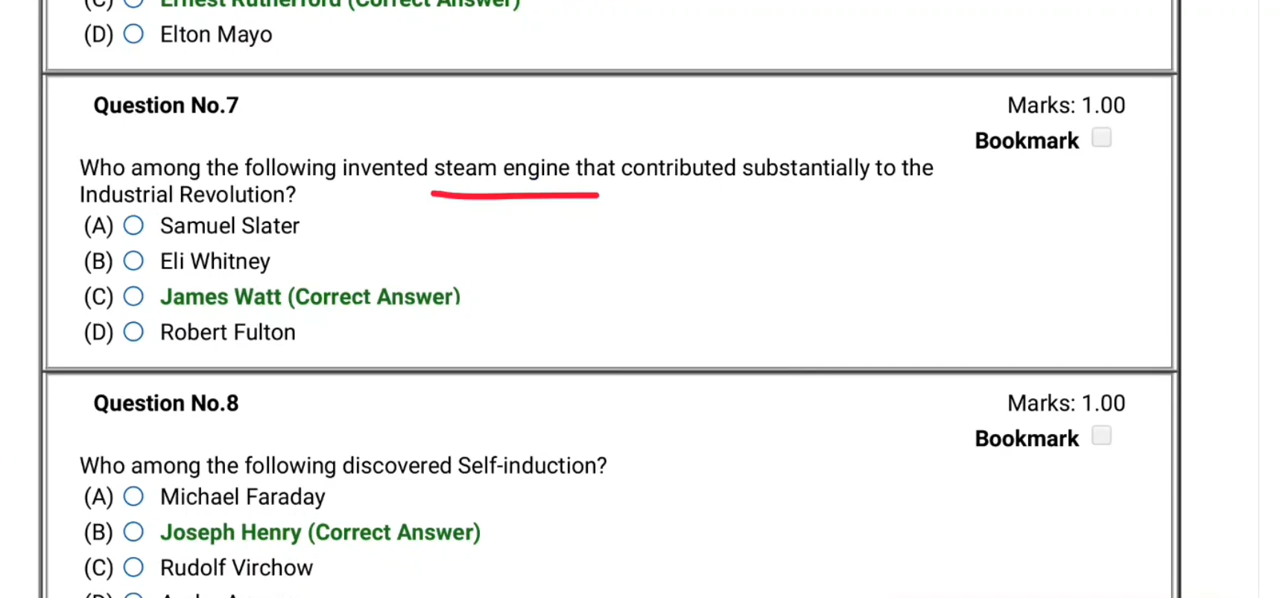 (C) Ernest Rutherford (Correct Answer)
(D) Elton Mayo
Question No.7
Marks: 1.00
Bookmark
Who among the following invented steam engine that contributed substantially to the
Industrial Revolution?
(A) Samuel Slater
(B) Eli Whitney
(C) James Watt (Correct Answer)
(D) Robert Fulton
Question No.8
Marks: 1.00
Bookmark
Who among the following discovered Self-induction?
(A) Michael Faraday
(B) Joseph Henry (Correct Answer)
(C) Rudolf Virchow
(D)